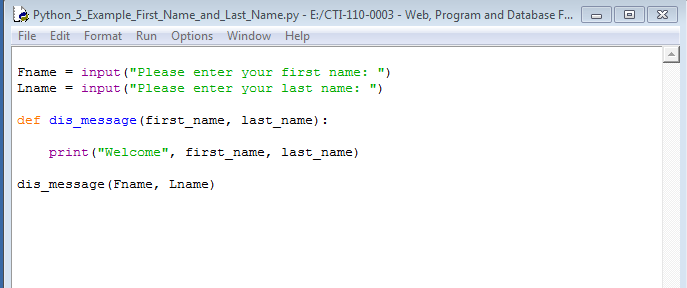 Python_5_Example_First_Name_and_Last_Name.py - E:/CTI-110-0003 - Web, Program and Database F...
File Edit Format Run Options Window Help
Fname = input("Please enter your first name: ")
Lname = input("Please enter your last name: ")
def dis_message(first_name, last_name):
    print("Welcome", first_name, last_name)
dis_message(Fname, Lname)